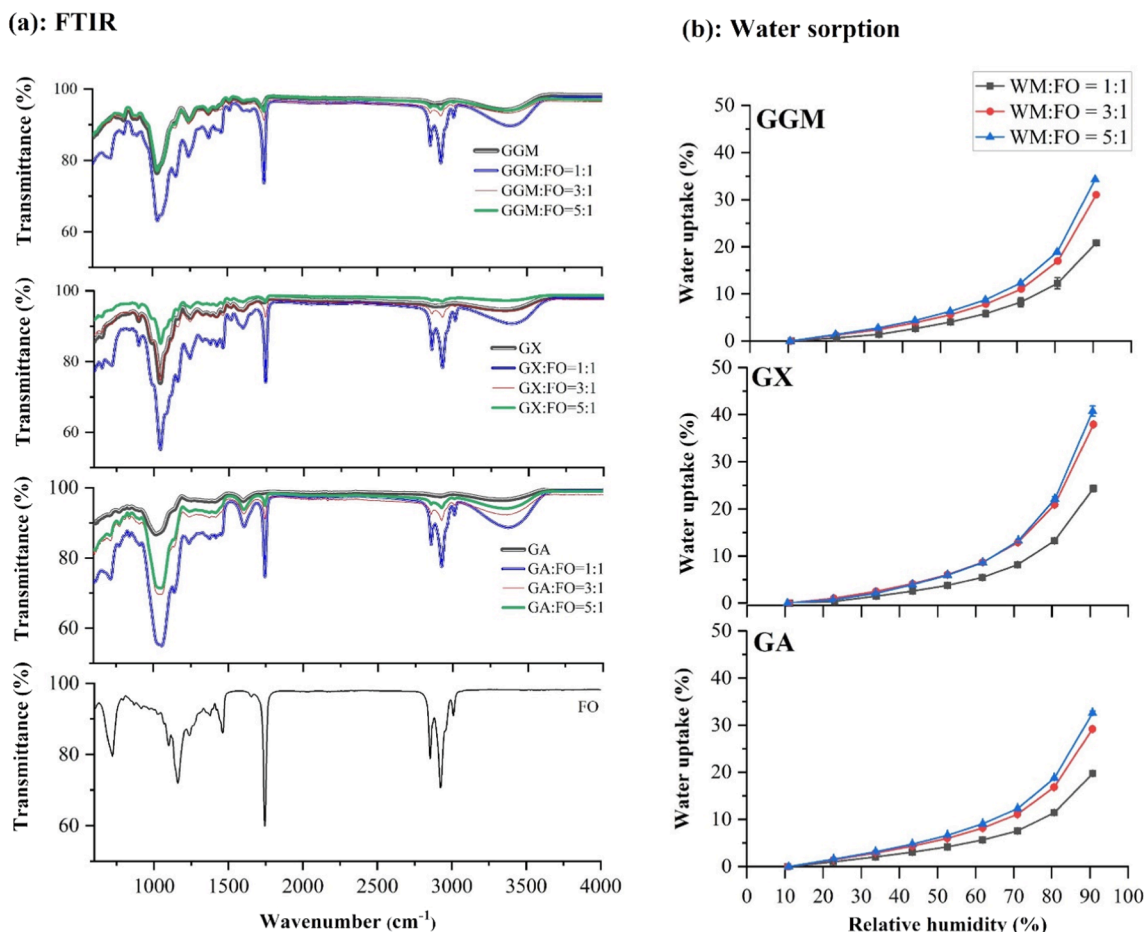 (a): FTIR
Transmittance (%)
100
80
60
GGM
GGM:FO=1:1
GGM:FO=3:1
GGM:FO=5:1
Transmittance (%)
100
80
60
GX
GX:FO=1:1
GX:FO=3:1
GX:FO=5:1
Transmittance (%)
100
80
60
GA
GA:FO=1:1
GA:FO=3:1
GA:FO=5:1
Transmittance (%)
100
80
60
FO
1000 1500 2000 2500 3000 3500 4000
Wavenumber (cm⁻¹)
(b): Water sorption
WM:FO = 1:1
WM:FO = 3:1
WM:FO = 5:1
GGM
Water uptake (%)
50
40
30
20
10
0
GX
Water uptake (%)
50
40
30
20
10
0
GA
Water uptake (%)
50
40
30
20
10
0
0 10 20 30 40 50 60 70 80 90 100
Relative humidity (%)